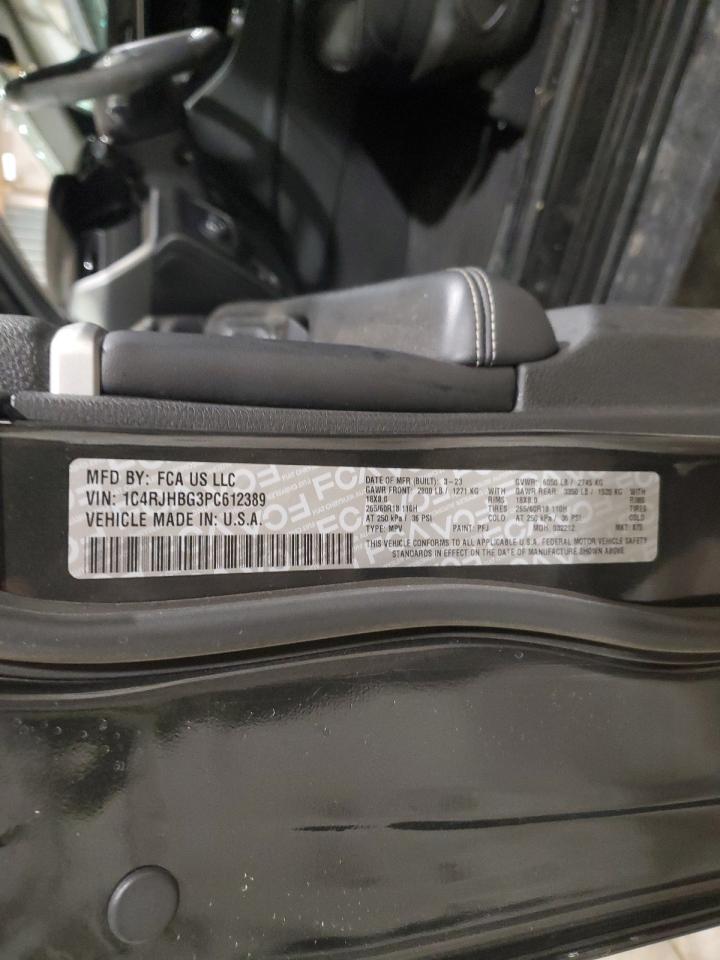 MFD BY: FCA US LLC
VIN: 1C4RJHBG3PC612389
VEHICLE MADE IN: U.S.A.
DATE OF MFR (BUILT): 3-23 GVWR: 6050 LB / 2745 KG
GAWR FRONT: 2800 LB / 1271 KG WITH GAWR REAR: 3350 LB / 1520 KG WITH
18X8.0 RIMS 18X8.0 RIMS
265/60R18 110H TIRES 265/60R18 110H TIRES
AT 250 kPa / 36 PSI COLD. AT 250 kPa / 36 PSI COLD.
TYPE: MPV PAINT: PFJ MDH: MKT:
THIS VEHICLE CONFORMS TO ALL APPLICABLE U.S.A. FEDERAL MOTOR VEHICLE SAFETY
STANDARDS IN EFFECT ON THE DATE OF MANUFACTURE SHOWN ABOVE.